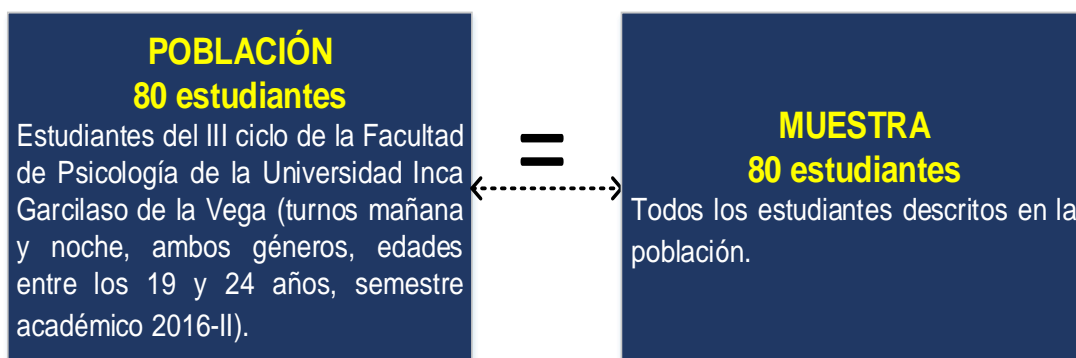 POBLACIÓN
80 estudiantes
Estudiantes del III ciclo de la Facultad
de Psicología de la Universidad Inca
Garcilaso de la Vega (turnos mañana
y noche, ambos géneros, edades
entre los 19 y 24 años, semestre
académico 2016-II).
=
MUESTRA
80 estudiantes
Todos los estudiantes descritos en la
población.